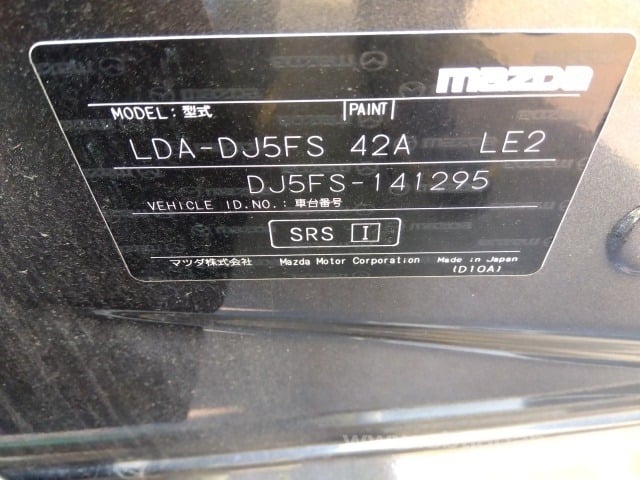 mazda
MODEL:型式 PAINT
LDA-DJ5FS 42A LE2
DJ5FS-141295
VEHICLE ID.NO.:車台番号
SRS I
マツダ株式会社 Mazda Motor Corporation Made in Japan
(D10A)